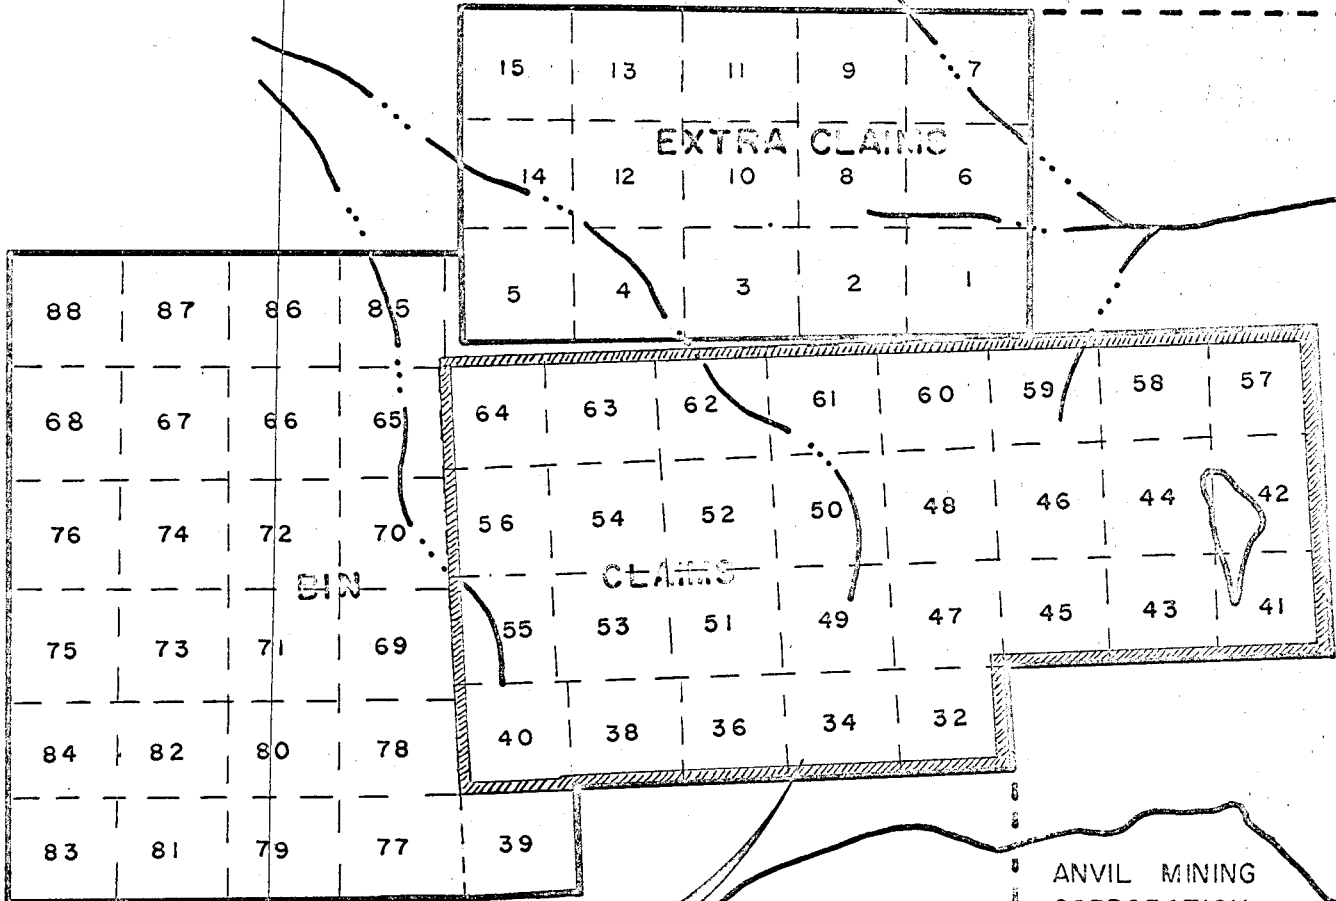 15 13 11 9 7
EXTRA CLAIMS
14 12 10 8 6
5 4 3 2 1
88 87 86 85
64 63 62 61 60 59 58 57
68 67 66 65
56 54 52 50 48 46 44 42
76 74 72 70
BIN CLAIMS
55 53 51 49 47 45 43 41
75 73 71 69
40 38 36 34 32
84 82 80 78
83 81 79 77 39
ANVIL MINING